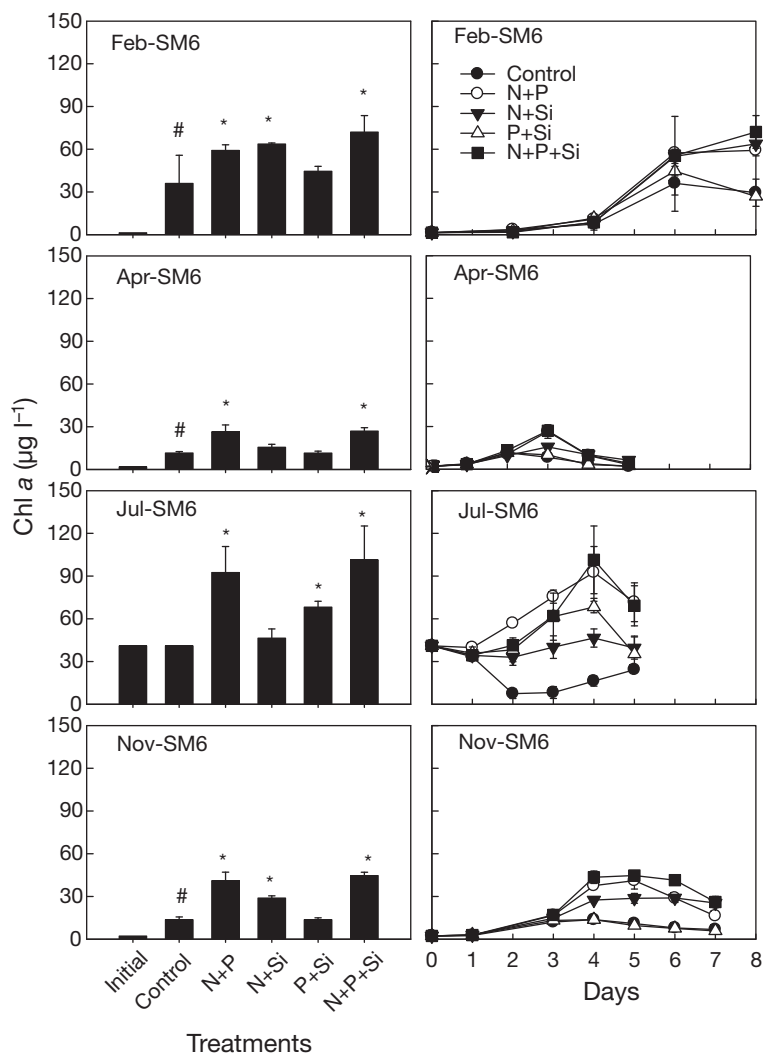 Feb-SM6
150
120
90
60
30
0
#
*
*
*
Feb-SM6
Control
N+P
N+Si
P+Si
N+P+Si
Apr-SM6
150
120
90
60
30
0
#
*
*
Apr-SM6
Chl a (µg l–1)
Jul-SM6
150
120
90
60
30
0
*
*
*
Jul-SM6
Nov-SM6
150
120
90
60
30
0
#
*
*
*
Nov-SM6
Initial
Control
N+P
N+Si
P+Si
N+P+Si
Treatments
0 1 2 3 4 5 6 7 8
Days